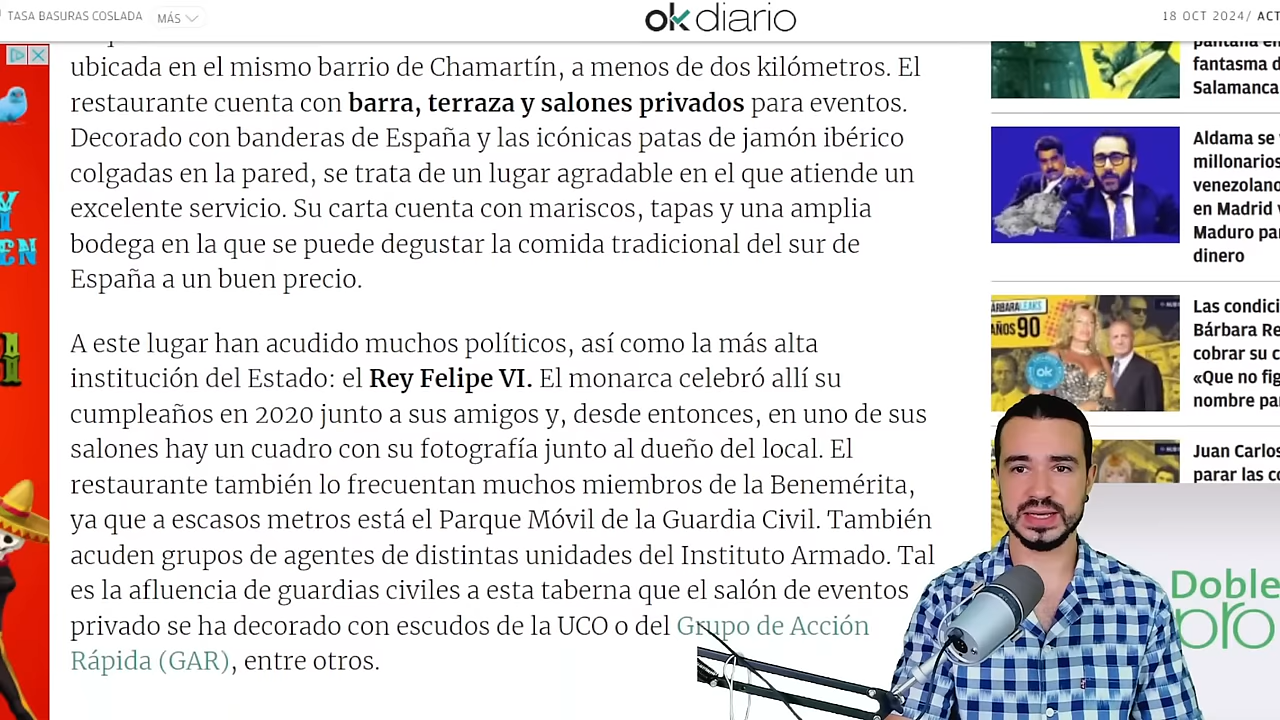 TASA BASURAS COSLADA
MÁS
okdiario
18 OCT 2024/ ACT
ubicada en el mismo barrio de Chamartín, a menos de dos kilómetros. El
restaurante cuenta con barra, terraza y salones privados para eventos.
Decorado con banderas de España y las icónicas patas de jamón ibérico
colgadas en la pared, se trata de un lugar agradable en el que atiende un
excelente servicio. Su carta cuenta con mariscos, tapas y una amplia
bodega en la que se puede degustar la comida tradicional del sur de
España a un buen precio.
A este lugar han acudido muchos políticos, así como la más alta
institución del Estado: el Rey Felipe VI. El monarca celebró allí su
cumpleaños en 2020 junto a sus amigos y, desde entonces, en uno de sus
salones hay un cuadro con su fotografía junto al dueño del local. El
restaurante también lo frecuentan muchos miembros de la Benemérita,
ya que a escasos metros está el Parque Móvil de la Guardia Civil. También
acuden grupos de agentes de distintas unidades del Instituto Armado. Tal
es la afluencia de guardias civiles a esta taberna que el salón de eventos
privado se ha decorado con escudos de la UCO o del Grupo de Acción
Rápida (GAR), entre otros.
Y
EN
pantalla en
fantasma d
Salamanca
Aldama se
millonarios
venezolano
en Madrid
Maduro pa
dinero
ÁRBARALEAKS
AÑOS 90
ok
Las condici
Bárbara Re
cobrar su c
«Que no fig
nombre pa
Juan Carlos
parar las co
Doble
pro